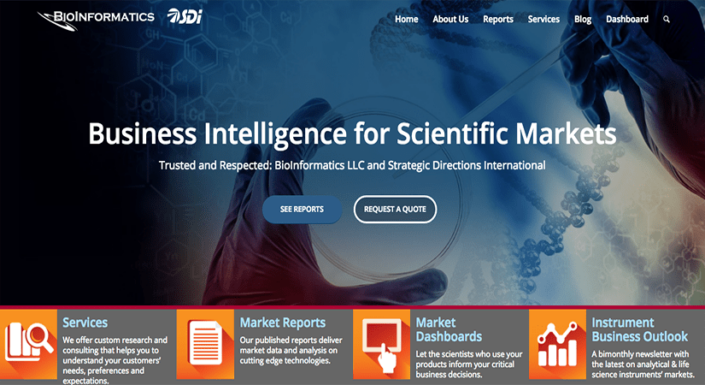 BioInformatics SDi
Home About Us Reports Services Blog Dashboard
Business Intelligence for Scientific Markets
Trusted and Respected: BioInformatics LLC and Strategic Directions International
SEE REPORTS REQUEST A QUOTE
Services
We offer custom research and
consulting that helps you to
understand your customers'
needs, preferences and
expectations.
Market Reports
Our published reports deliver
market data and analysis on
cutting edge technologies.
Market
Dashboards
Let the scientists who use your
products inform your critical
business decisions.
Instrument
Business Outlook
A bimonthly newsletter with
the latest on analytical & life
science instruments' markets.